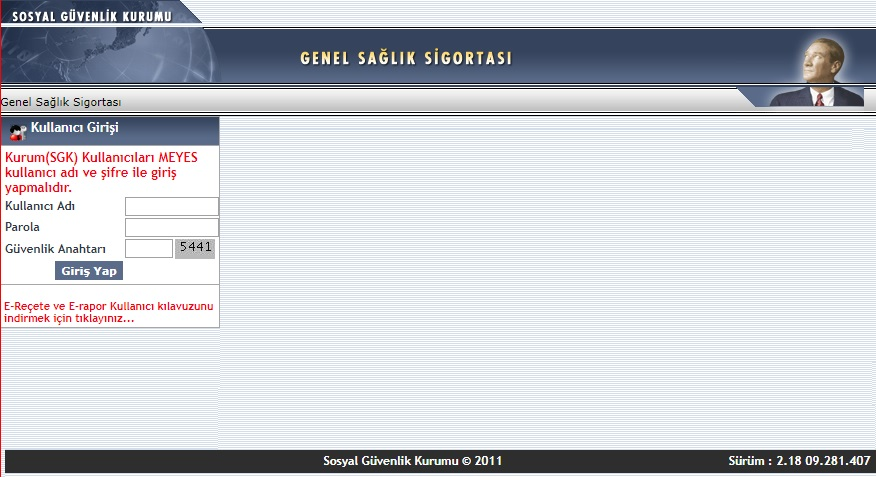 SOSYAL GÜVENLİK KURUMU
GENEL SAĞLIK SİGORTASI
Genel Sağlık Sigortası
Kullanıcı Girişi
Kurum(SGK) Kullanıcıları MEYES
kullanıcı adı ve şifre ile giriş
yapmalıdır.
Kullanıcı Adı
Parola
Güvenlik Anahtarı 5441
Giriş Yap
E-Reçete ve E-rapor Kullanıcı kılavuzunu
indirmek için tıklayınız...
Sosyal Güvenlik Kurumu © 2011 Sürüm : 2.18 09.281.407